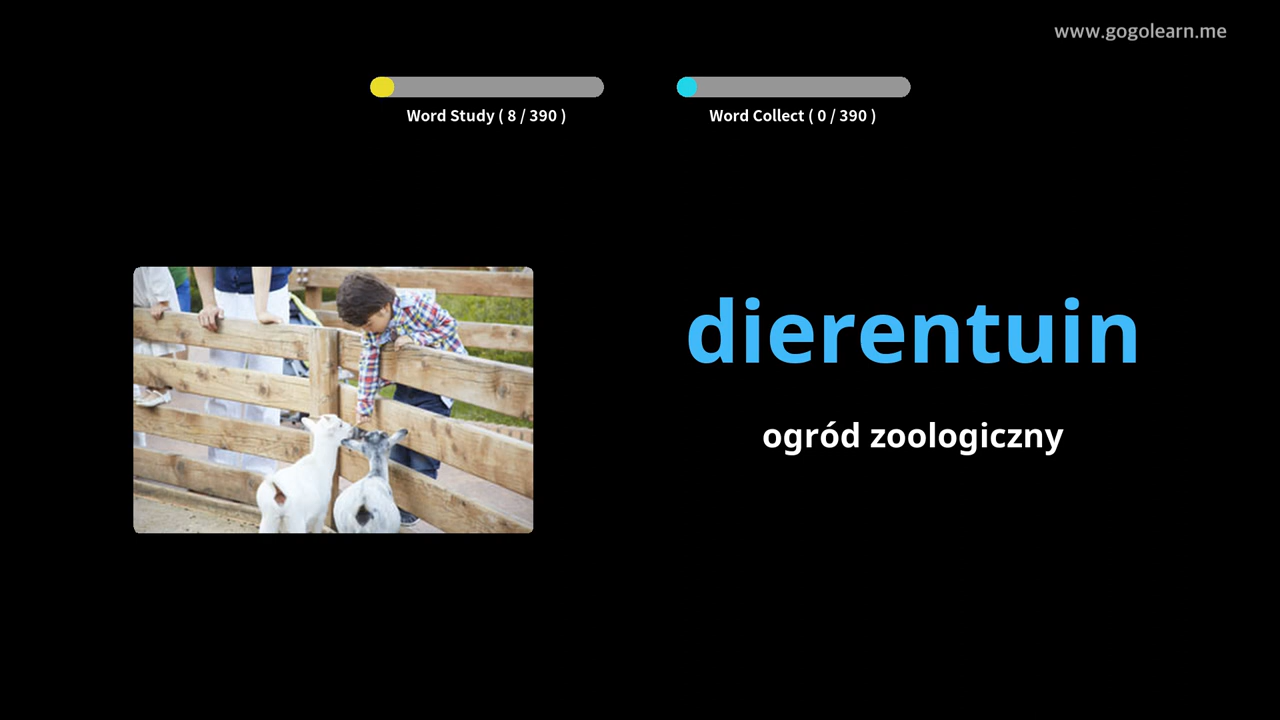 www.gogolearn.me
Word Study ( 8 / 390 )
Word Collect ( 0 / 390 )
dierentuin
ogród zoologiczny